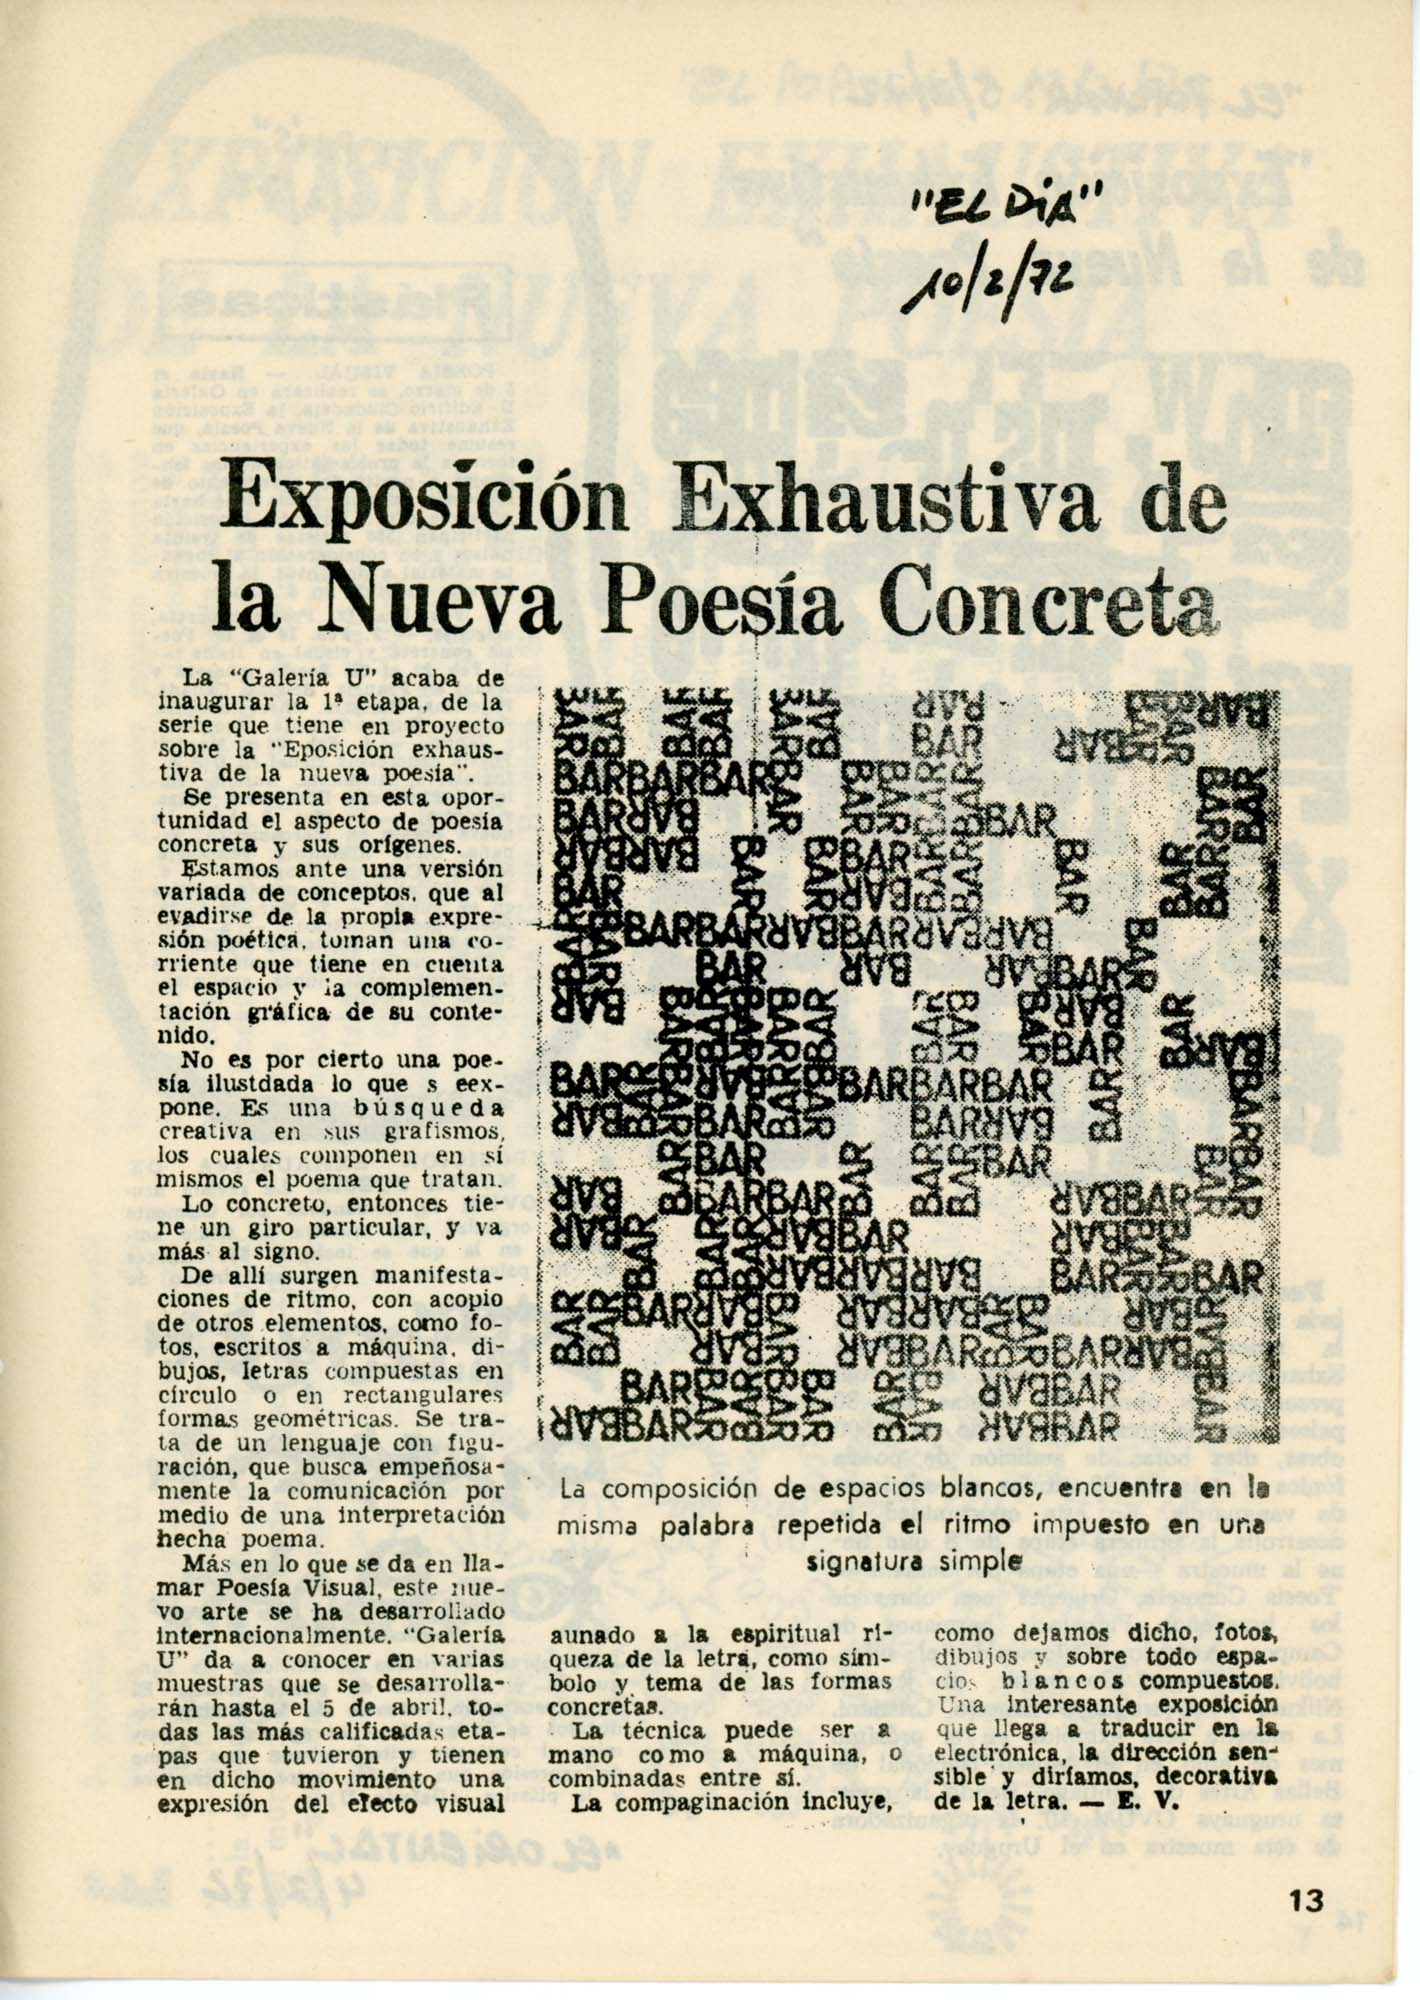 "EL DiA"
10/2/72
Exposición Exhaustiva de
la Nueva Poesía Concreta
La "Galería U" acaba de
inaugurar la 1ª etapa, de la
serie que tiene en proyecto
sobre la "Eposición exhaus-
tiva de la nueva poesía".
Se presenta en esta opor-
tunidad el aspecto de poesía
concreta y sus orígenes.
Estamos ante una versión
variada de conceptos, que al
evadirse de la propia expre-
sión poética, toman una co-
rriente que tiene en cuenta
el espacio y la complemen-
tación gráfica de su conte-
nido.
No es por cierto una poe-
sía ilustdada lo que s eex-
pone. Es una búsqueda
creativa en sus grafismos,
los cuales componen en sí
mismos el poema que tratan.
Lo concreto, entonces tie-
ne un giro particular, y va
más al signo.
De allí surgen manifesta-
ciones de ritmo, con acopio
de otros elementos, como fo-
tos, escritos a máquina, di-
bujos, letras compuestas en
círculo o en rectangulares
formas geométricas. Se tra-
ta de un lenguaje con figu-
ración, que busca empeñosa-
mente la comunicación por
medio de una interpretación
hecha poema.
Más en lo que se da en lla-
mar Poesía Visual, este nue-
vo arte se ha desarrollado
internacionalmente. "Galería
U" da a conocer en varias
muestras que se desarrolla-
rán hasta el 5 de abril, to-
das las más calificadas eta-
pas que tuvieron y tienen
en dicho movimiento una
expresión del efecto visual
La composición de espacios blancos, encuentra en la
misma palabra repetida el ritmo impuesto en una
signatura simple
aunado a la espiritual ri-
queza de la letra, como sím-
bolo y tema de las formas
concretas.
La técnica puede ser a
mano como a máquina, o
combinadas entre sí.
La compaginación incluye,
como dejamos dicho, fotos,
dibujos y sobre todo espa-
cios blancos compuestos.
Una interesante exposición
que llega a traducir en la
electrónica, la dirección sen-
sible y diríamos, decorativa
de la letra. — E. V.
13